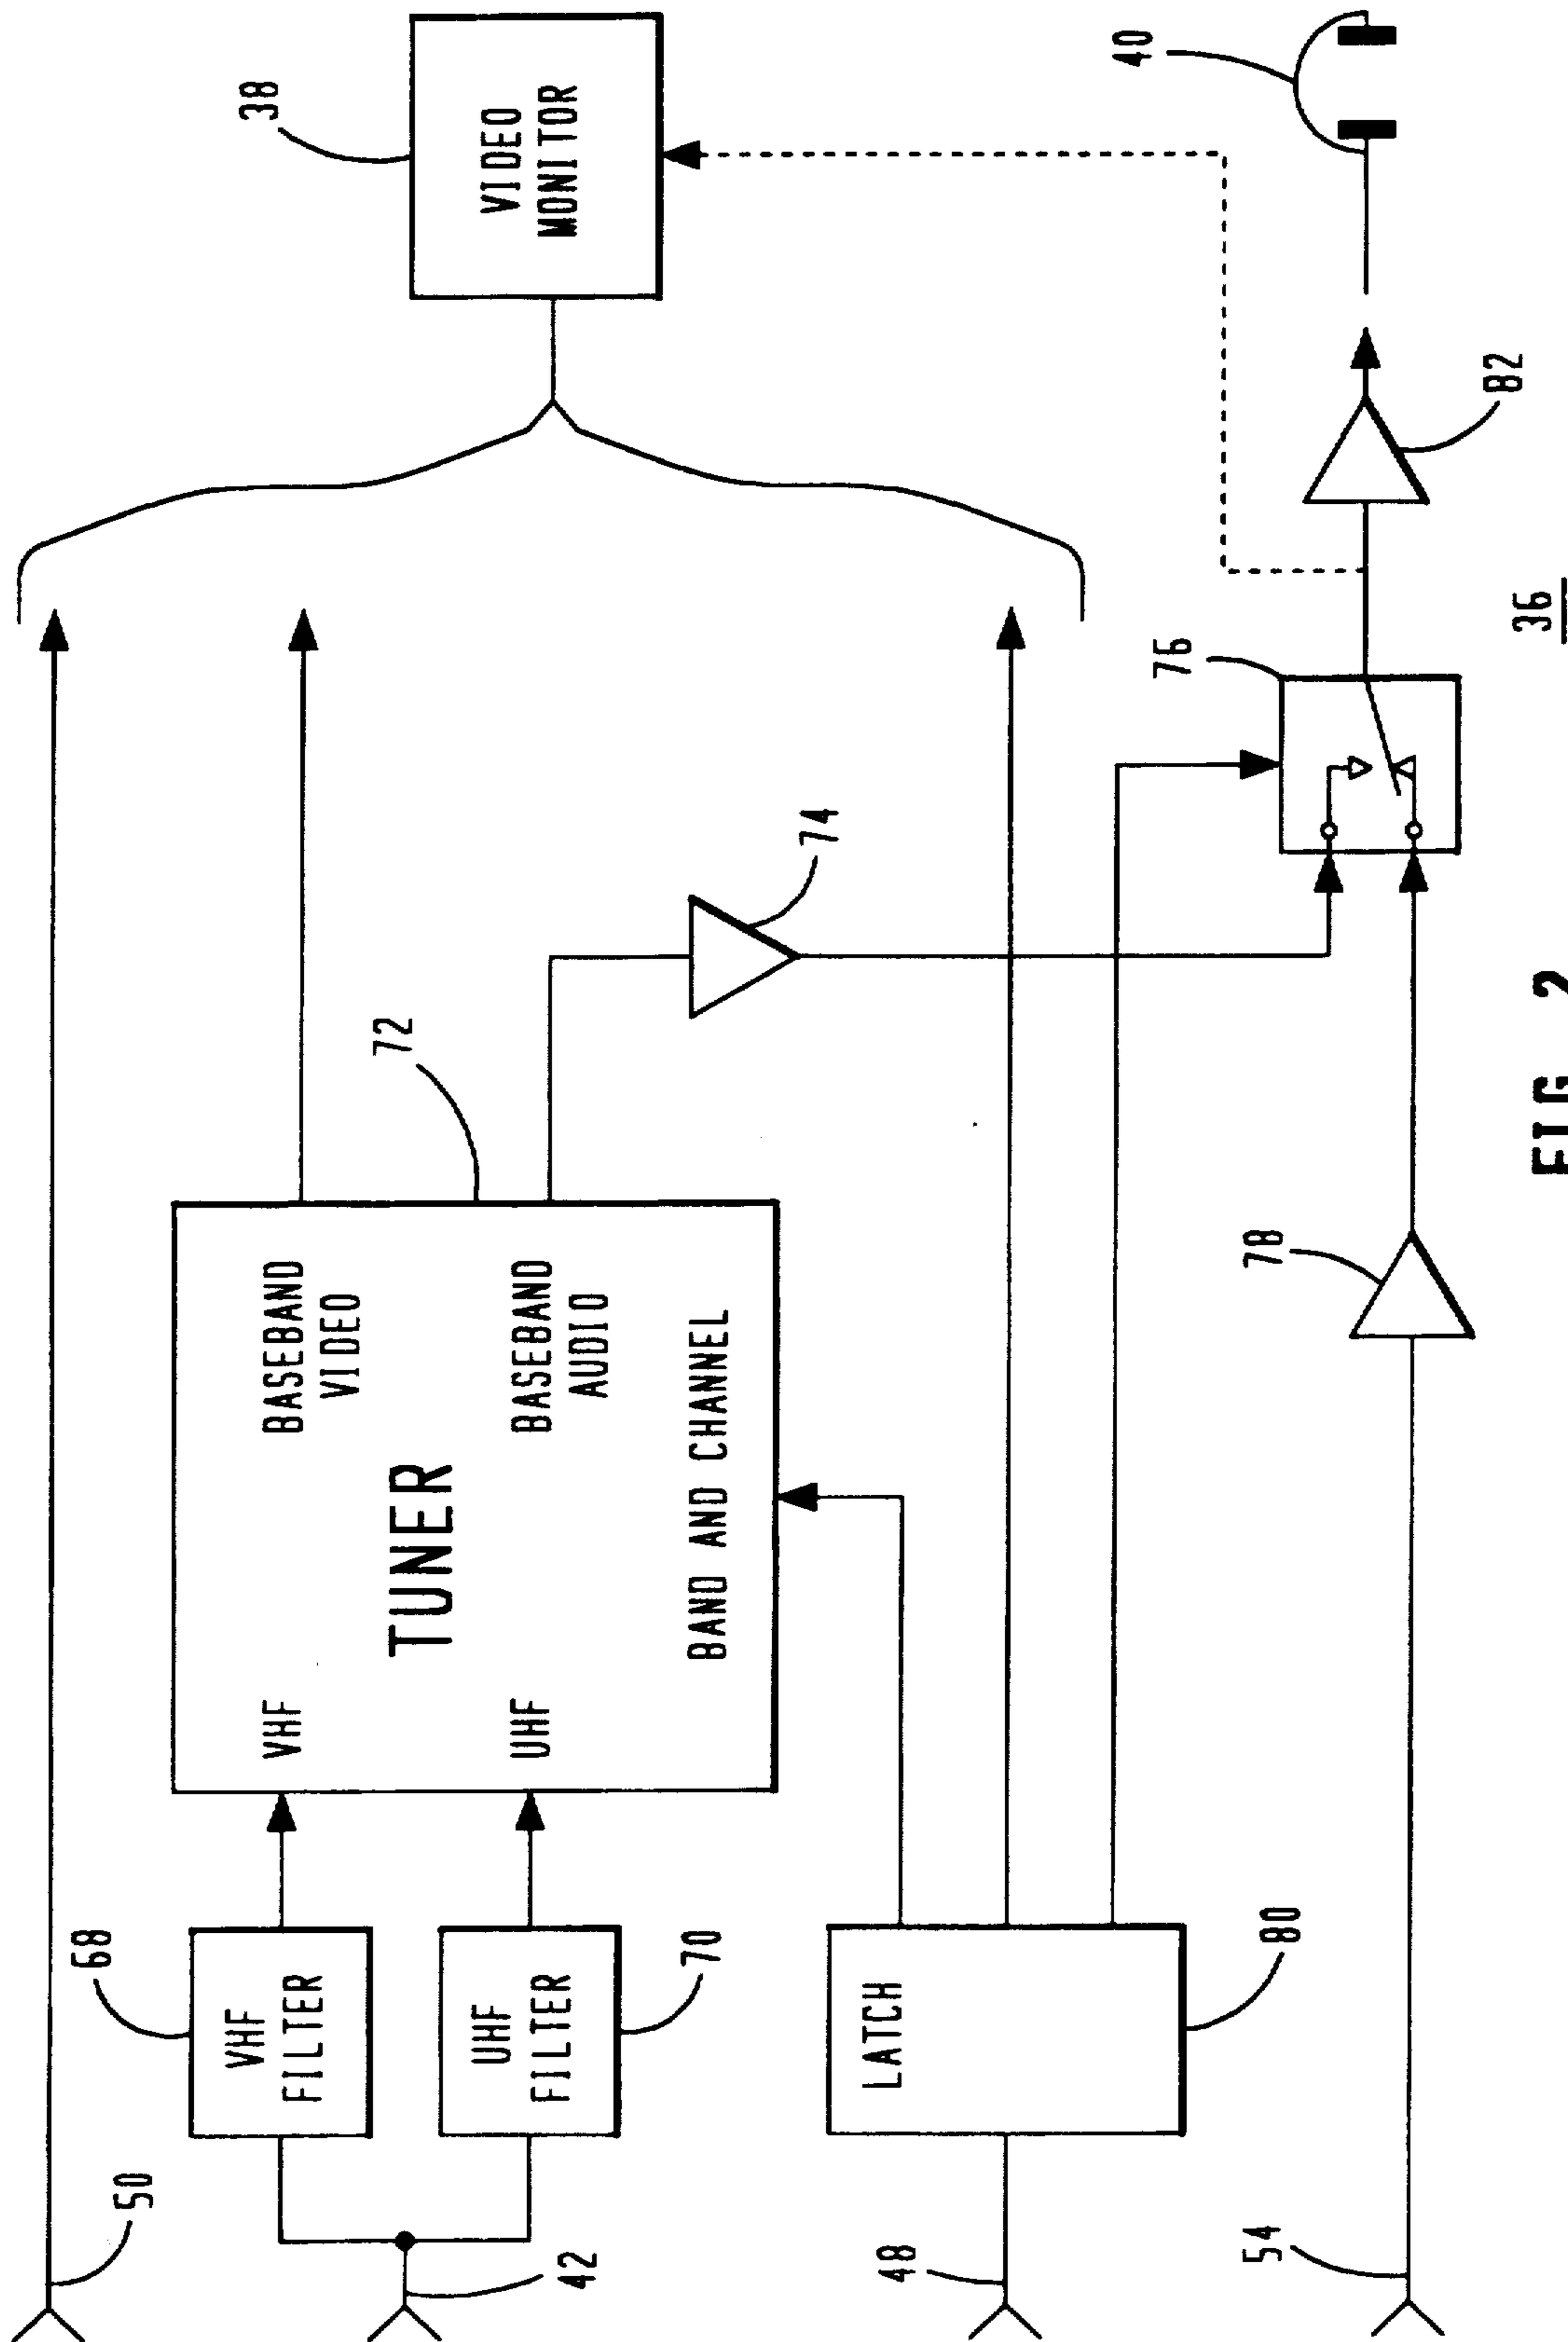 50
68
VHF
FILTER
42
UHF
FILTER
70
VHF
UHF
TUNER
BASEBAND
VIDEO
BASEBAND
AUDIO
BAND AND CHANNEL
72
38
VIDEO
MONITOR
74
48
LATCH
80
76
40
54
78
82
36
FIG. 2